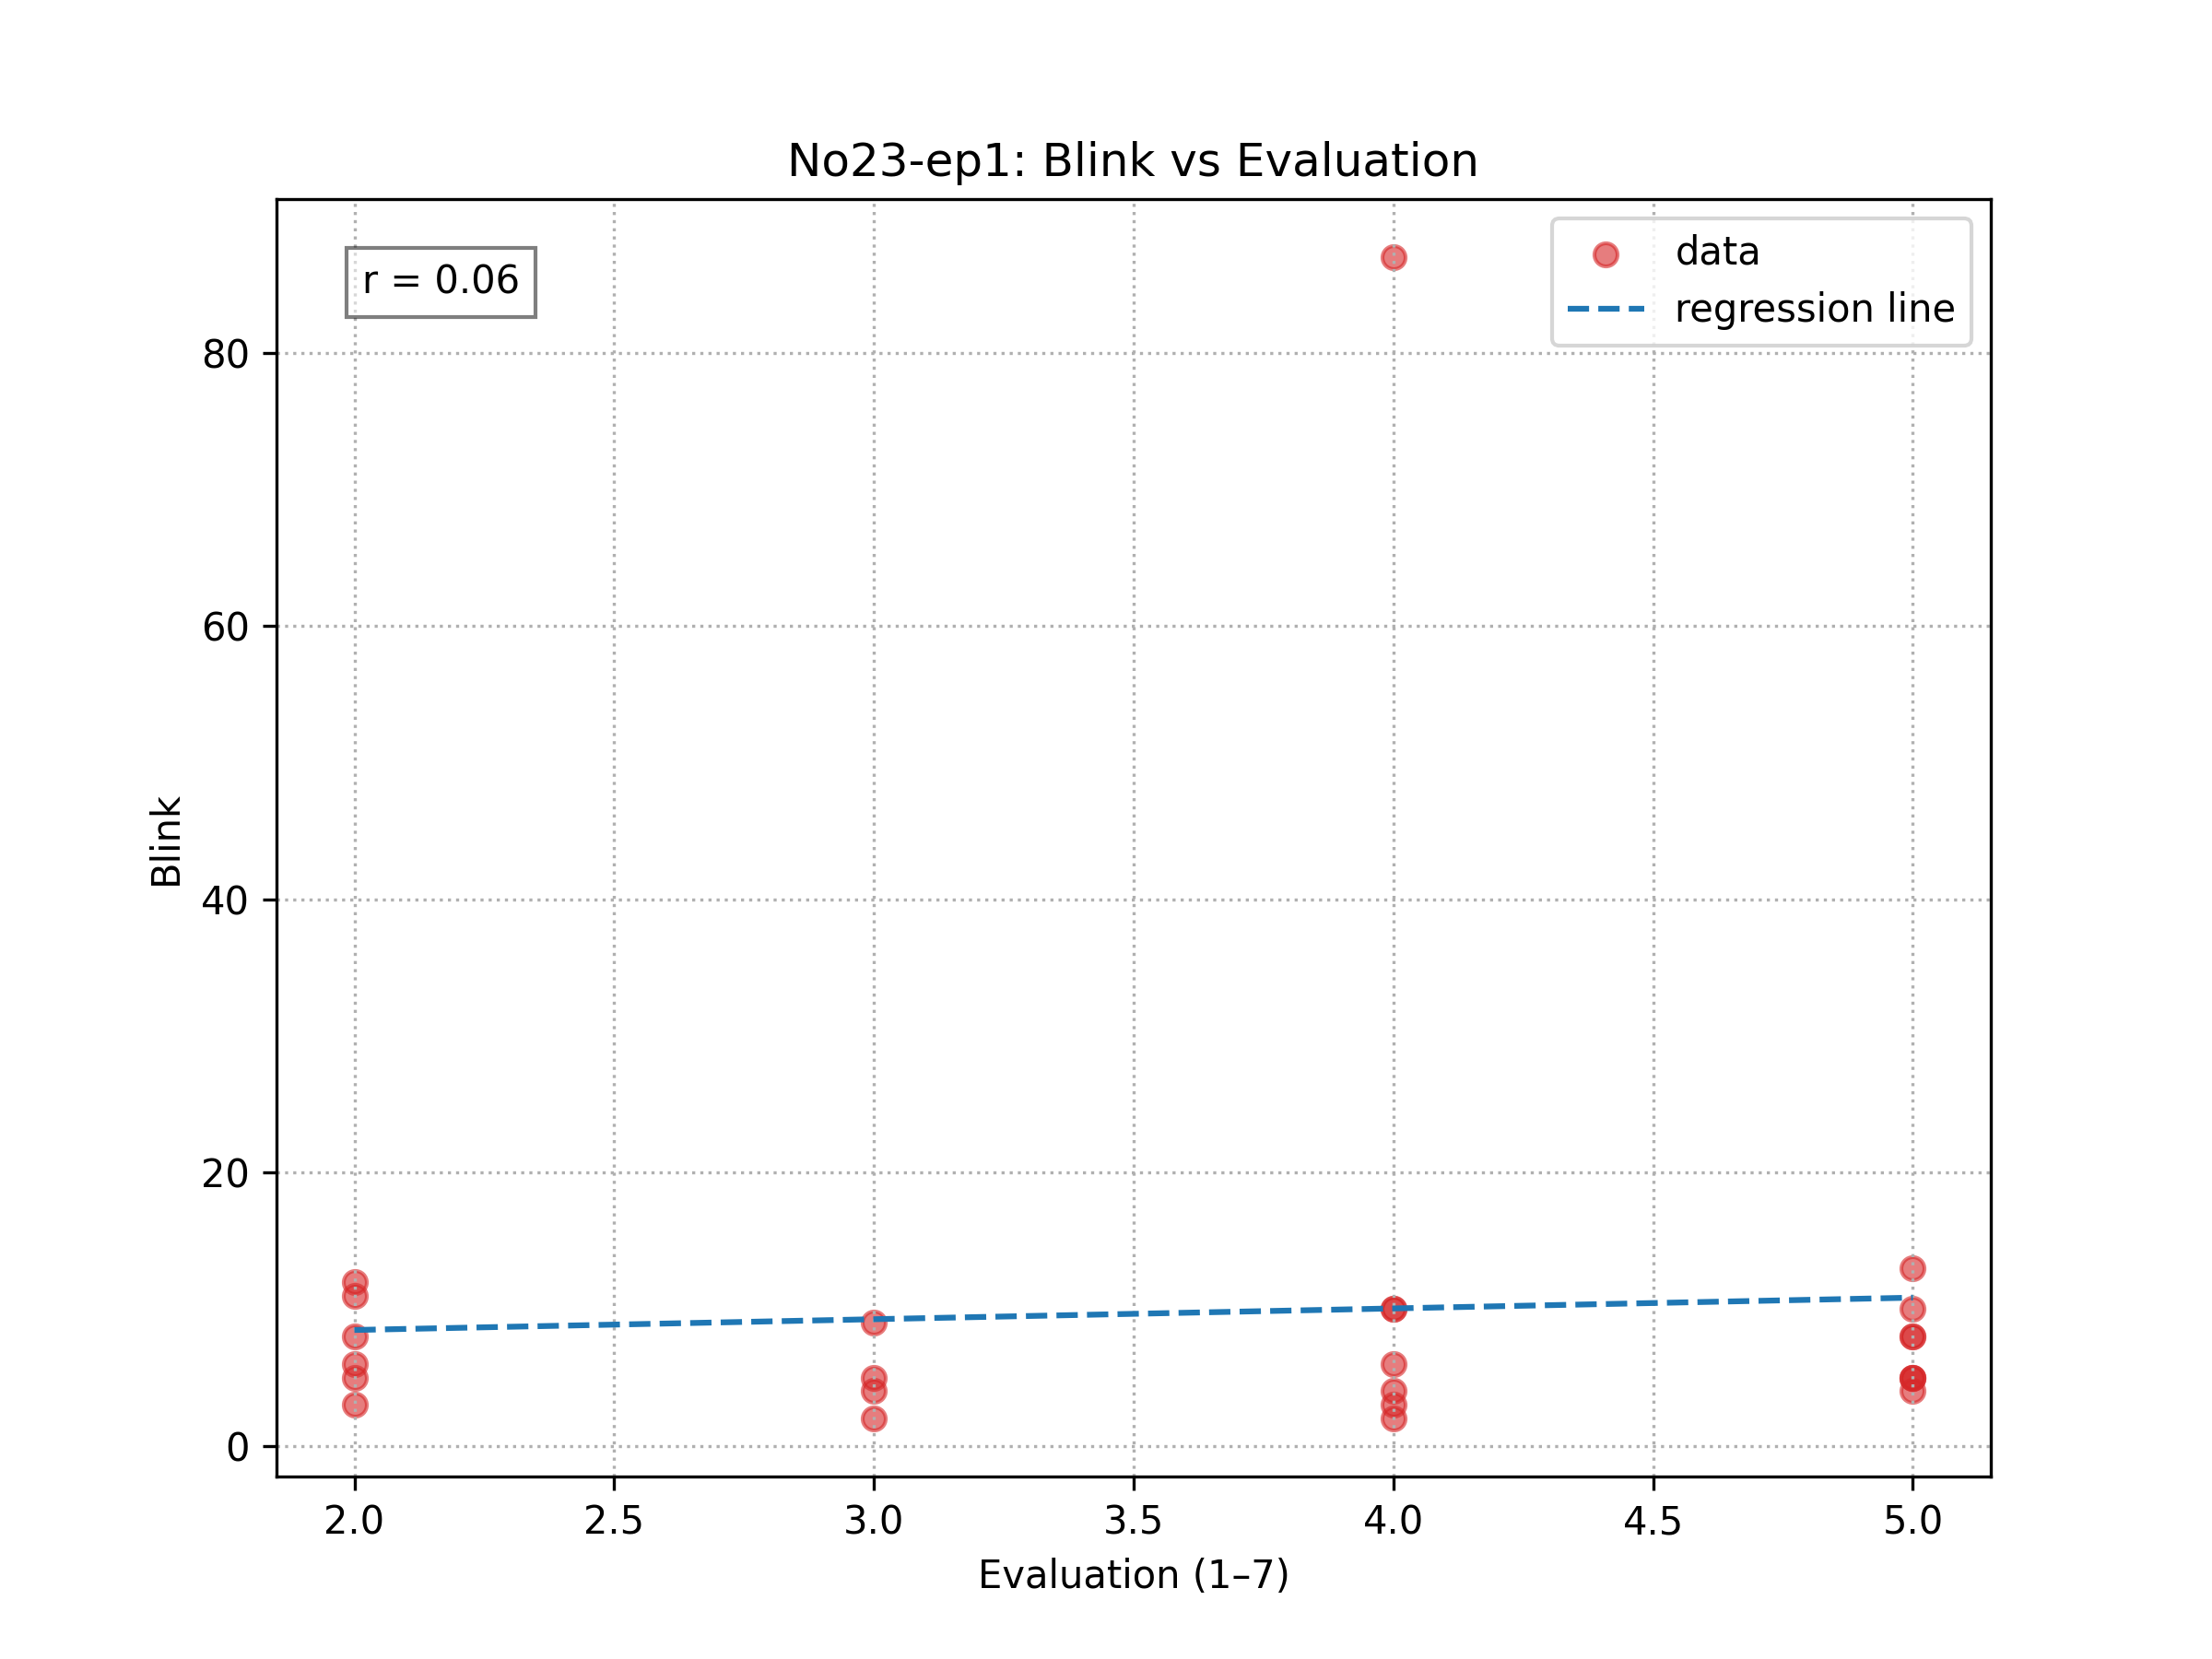 No23-ep1: Blink vs Evaluation
r = 0.06
data
regression line
80
60
40
20
0
Blink
2.0 2.5 3.0 3.5 4.0 4.5 5.0
Evaluation (1–7)